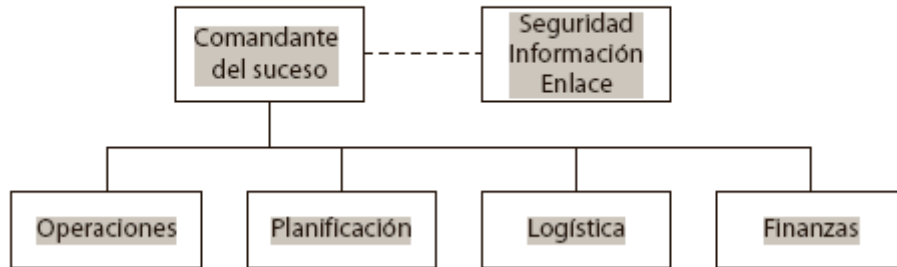 Comandante
del suceso
Seguridad
Información
Enlace
Operaciones
Planificación
Logística
Finanzas